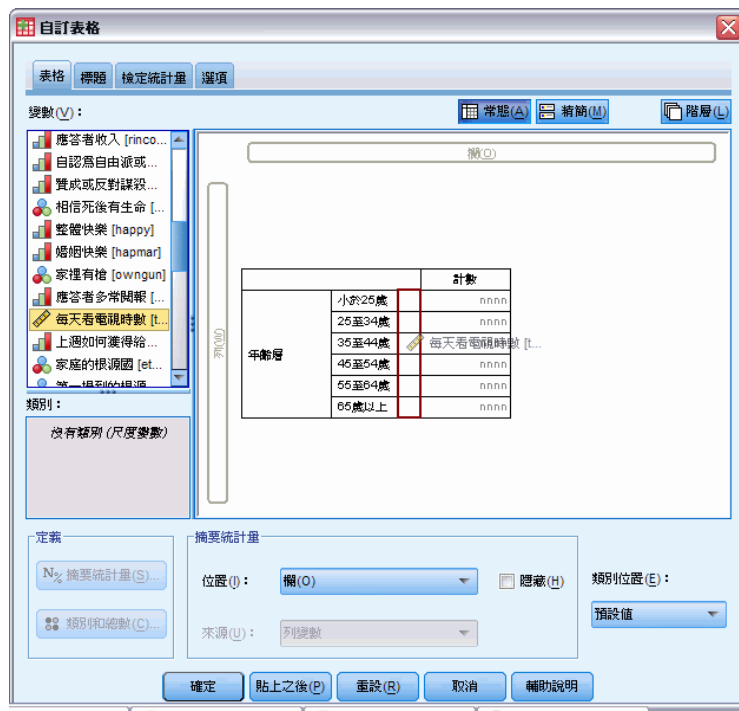 自訂表格
表格 標題 檢定統計量 選項
變數(V)：
常態(A) 精簡(M) 階層(L)
應答者收入 [rinco...
自認為自由派或...
贊成或反對謀殺...
相信死後有生命 [...
整體快樂 [happy]
婚姻快樂 [hapmar]
家裡有槍 [owngun]
應答者多常閱報 [...
每天看電視時數 [t...
上週如何獲得給...
家庭的根源國 [et...
類別：
沒有類別 (尺度變數)
欄(O)
列(W)
計數
年齡層
小於25歲 nnnn
25至34歲 nnnn
35至44歲 每天看電視時數 [t...
45至54歲 nnnn
55至64歲 nnnn
65歲以上 nnnn
定義
N% 摘要統計量(S)...
類別和總數(C)...
摘要統計量
位置(I)： 欄(O) 隱藏(H)
來源(U)： 列變數
類別位置(E)：
預設值
確定 貼上之後(P) 重設(R) 取消 輔助說明